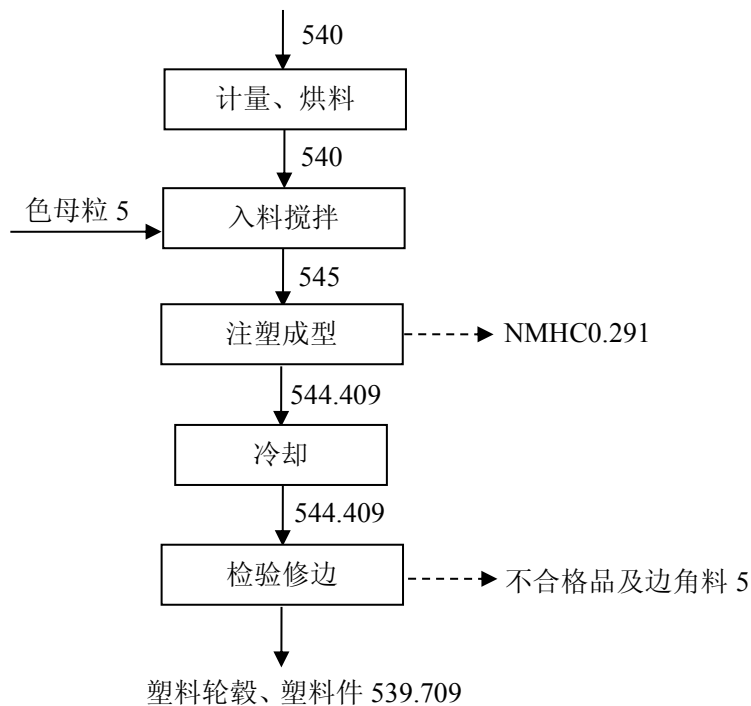 540
计量、烘料
540
色母粒 5
入料搅拌
545
注塑成型
NMHC0.291
544.409
冷却
544.409
检验修边
不合格品及边角料 5
塑料轮毂、塑料件 539.709